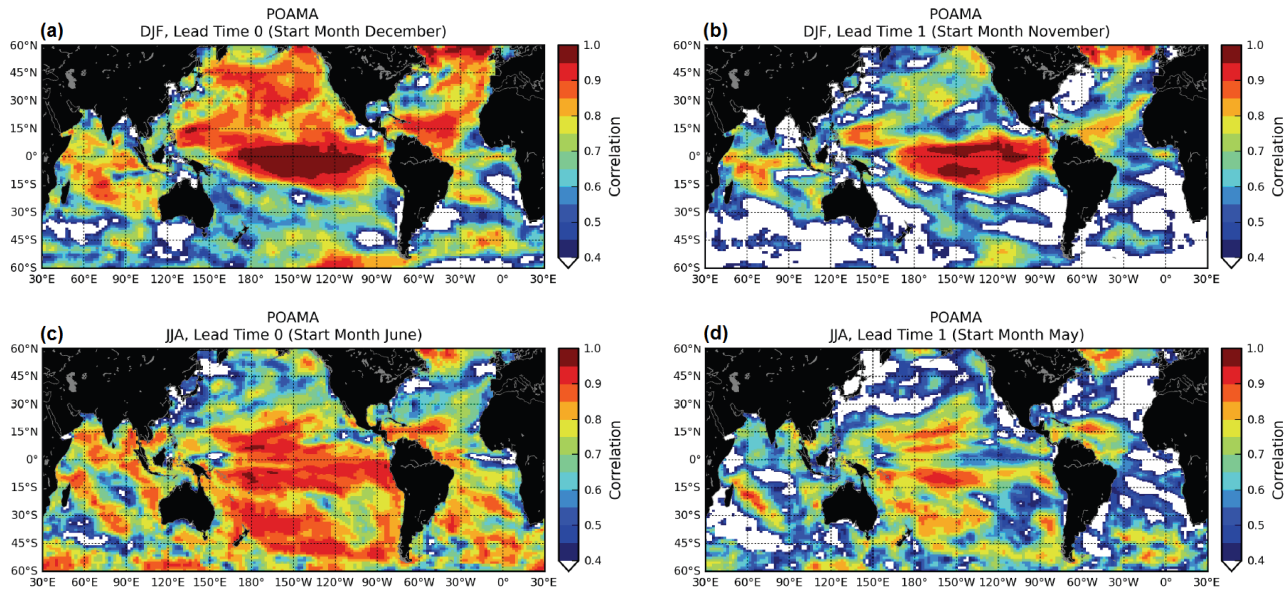 (a)
POAMA
DJF, Lead Time 0 (Start Month December)
60°N
45°N
30°N
15°N
0°
15°S
30°S
45°S
60°S
30°E 60°E 90°E 120°E 150°E 180° 150°W 120°W 90°W 60°W 30°W 0° 30°E
1.0
0.9
0.8
0.7
0.6
0.5
0.4
Correlation
(b)
POAMA
DJF, Lead Time 1 (Start Month November)
60°N
45°N
30°N
15°N
0°
15°S
30°S
45°S
60°S
30°E 60°E 90°E 120°E 150°E 180° 150°W 120°W 90°W 60°W 30°W 0° 30°E
1.0
0.9
0.8
0.7
0.6
0.5
0.4
Correlation
(c)
POAMA
JJA, Lead Time 0 (Start Month June)
60°N
45°N
30°N
15°N
0°
15°S
30°S
45°S
60°S
30°E 60°E 90°E 120°E 150°E 180° 150°W 120°W 90°W 60°W 30°W 0° 30°E
1.0
0.9
0.8
0.7
0.6
0.5
0.4
Correlation
(d)
POAMA
JJA, Lead Time 1 (Start Month May)
60°N
45°N
30°N
15°N
0°
15°S
30°S
45°S
60°S
30°E 60°E 90°E 120°E 150°E 180° 150°W 120°W 90°W 60°W 30°W 0° 30°E
1.0
0.9
0.8
0.7
0.6
0.5
0.4
Correlation